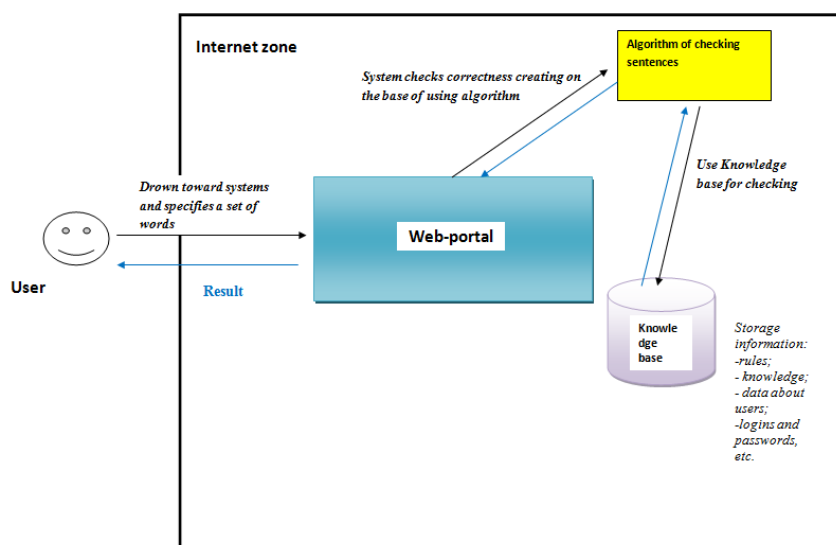 Internet zone
Algorithm of checking
sentences
System checks correctness creating on
the base of using algorithm
Use Knowledge
base for checking
Drown toward systems
and specifies a set of
words
Web-portal
User
Result
Knowle
dge
base
Storage
information:
-rules;
- knowledge;
- data about
users;
-logins and
passwords,
etc.